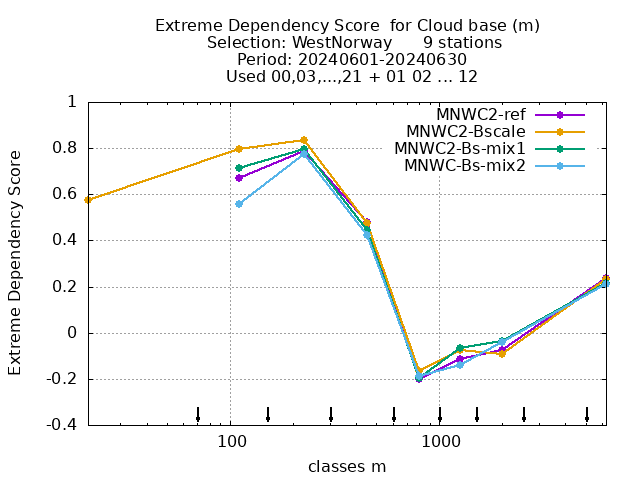 Extreme Dependency Score  for Cloud base (m)
Selection: WestNorway      9 stations
Period: 20240601-20240630
Used 00,03,...,21 + 01 02 ... 12
MNWC2-ref
MNWC2-Bscale
MNWC2-Bs-mix1
MNWC-Bs-mix2
Extreme Dependency Score
1
0.8
0.6
0.4
0.2
0
-0.2
-0.4
100
1000
classes m